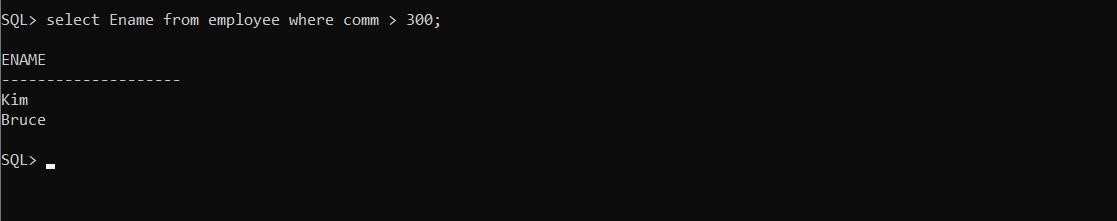 SQL> select Ename from employee where comm > 300;
ENAME
--------------------
Kim
Bruce
SQL>